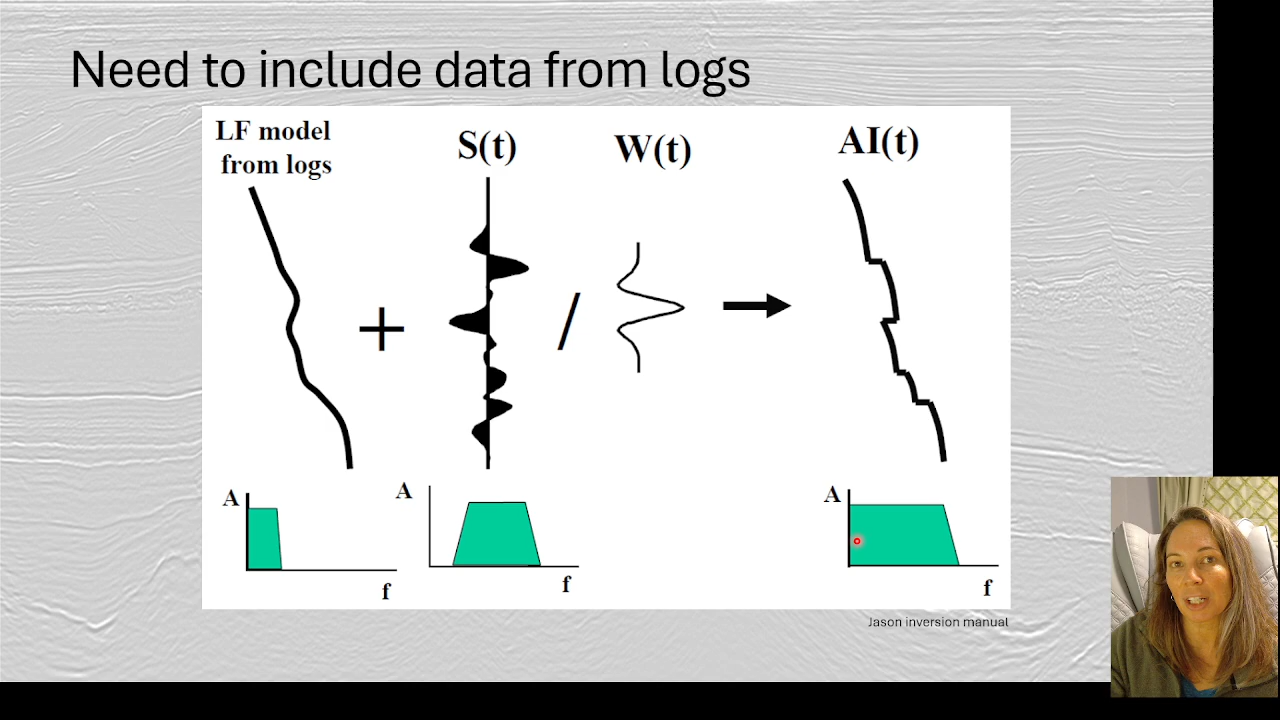 Need to include data from logs
LF model
from logs
S(t)
W(t)
AI(t)
+
/
A
f
A
f
A
f
Jason inversion manual